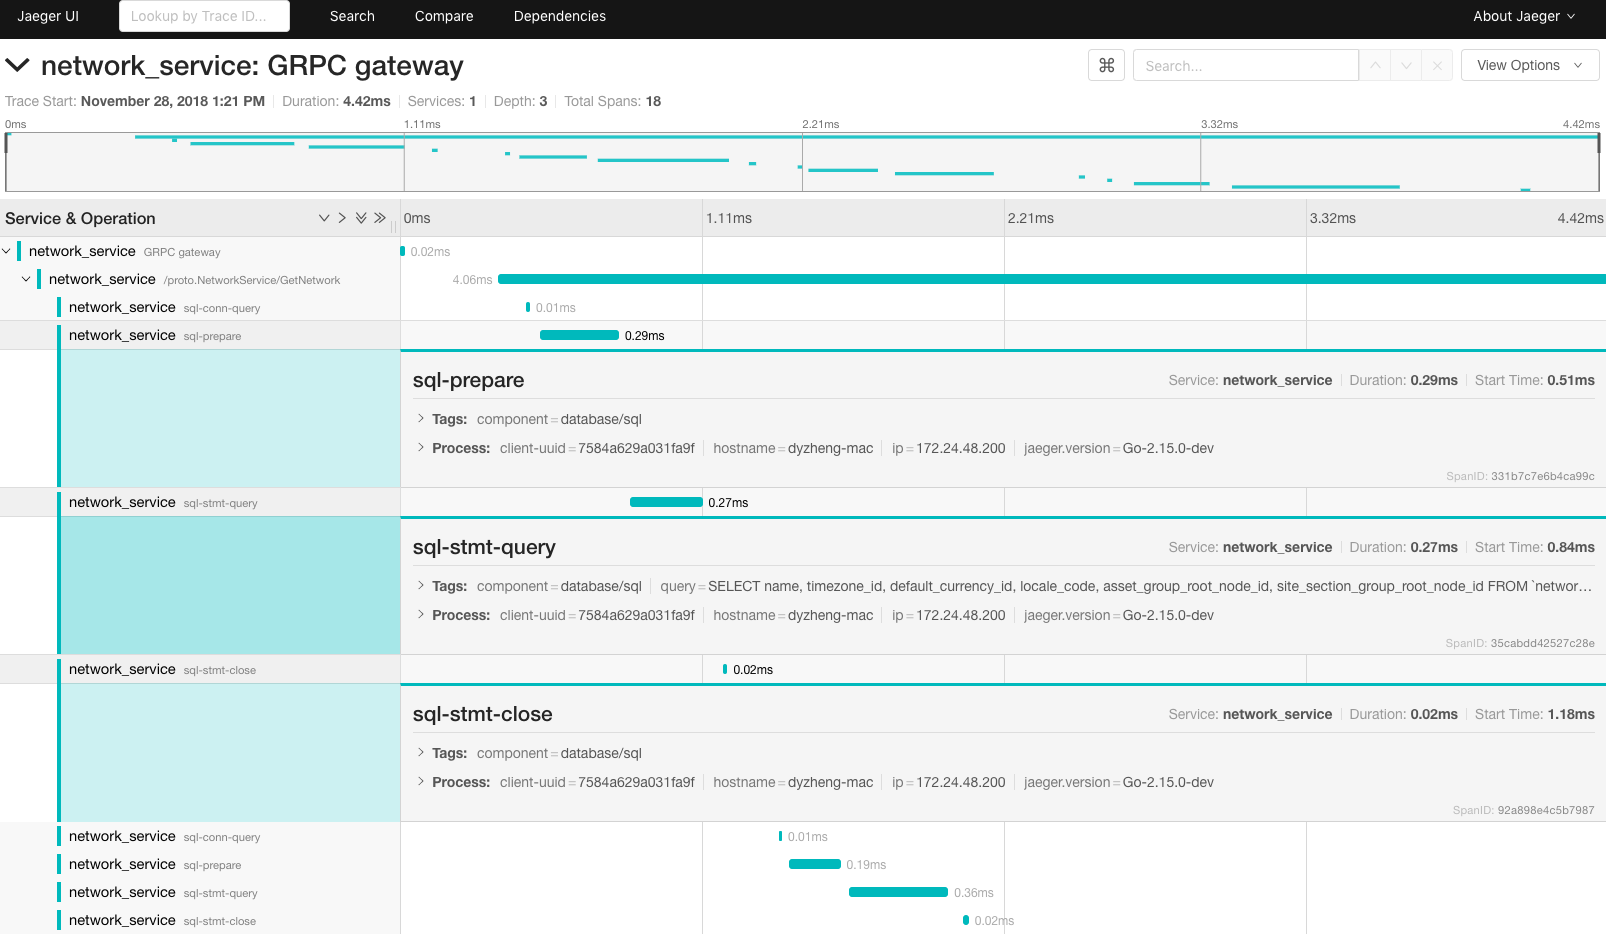 Jaeger UI Lookup by Trace ID... Search Compare Dependencies About Jaeger
network_service: GRPC gateway ⌘ Search... View Options
Trace Start: November 28, 2018 1:21 PM Duration: 4.42ms Services: 1 Depth: 3 Total Spans: 18
0ms 1.11ms 2.21ms 3.32ms 4.42ms
Service & Operation 0ms 1.11ms 2.21ms 3.32ms 4.42ms
network_service GRPC gateway 0.02ms
network_service /proto.NetworkService/GetNetwork 4.06ms
network_service sql-conn-query 0.01ms
network_service sql-prepare 0.29ms
sql-prepare Service: network_service Duration: 0.29ms Start Time: 0.51ms
Tags: component = database/sql
Process: client-uuid = 7584a629a031fa9f hostname = dyzheng-mac ip = 172.24.48.200 jaeger.version = Go-2.15.0-dev
SpanID: 331b7c7e6b4ca99c
network_service sql-stmt-query 0.27ms
sql-stmt-query Service: network_service Duration: 0.27ms Start Time: 0.84ms
Tags: component = database/sql query = SELECT name, timezone_id, default_currency_id, locale_code, asset_group_root_node_id, site_section_group_root_node_id FROM `networ...
Process: client-uuid = 7584a629a031fa9f hostname = dyzheng-mac ip = 172.24.48.200 jaeger.version = Go-2.15.0-dev
SpanID: 35cabdd42527c28e
network_service sql-stmt-close 0.02ms
sql-stmt-close Service: network_service Duration: 0.02ms Start Time: 1.18ms
Tags: component = database/sql
Process: client-uuid = 7584a629a031fa9f hostname = dyzheng-mac ip = 172.24.48.200 jaeger.version = Go-2.15.0-dev
SpanID: 92a898e4c5b7987
network_service sql-conn-query 0.01ms
network_service sql-prepare 0.19ms
network_service sql-stmt-query 0.36ms
network_service sql-stmt-close 0.02ms